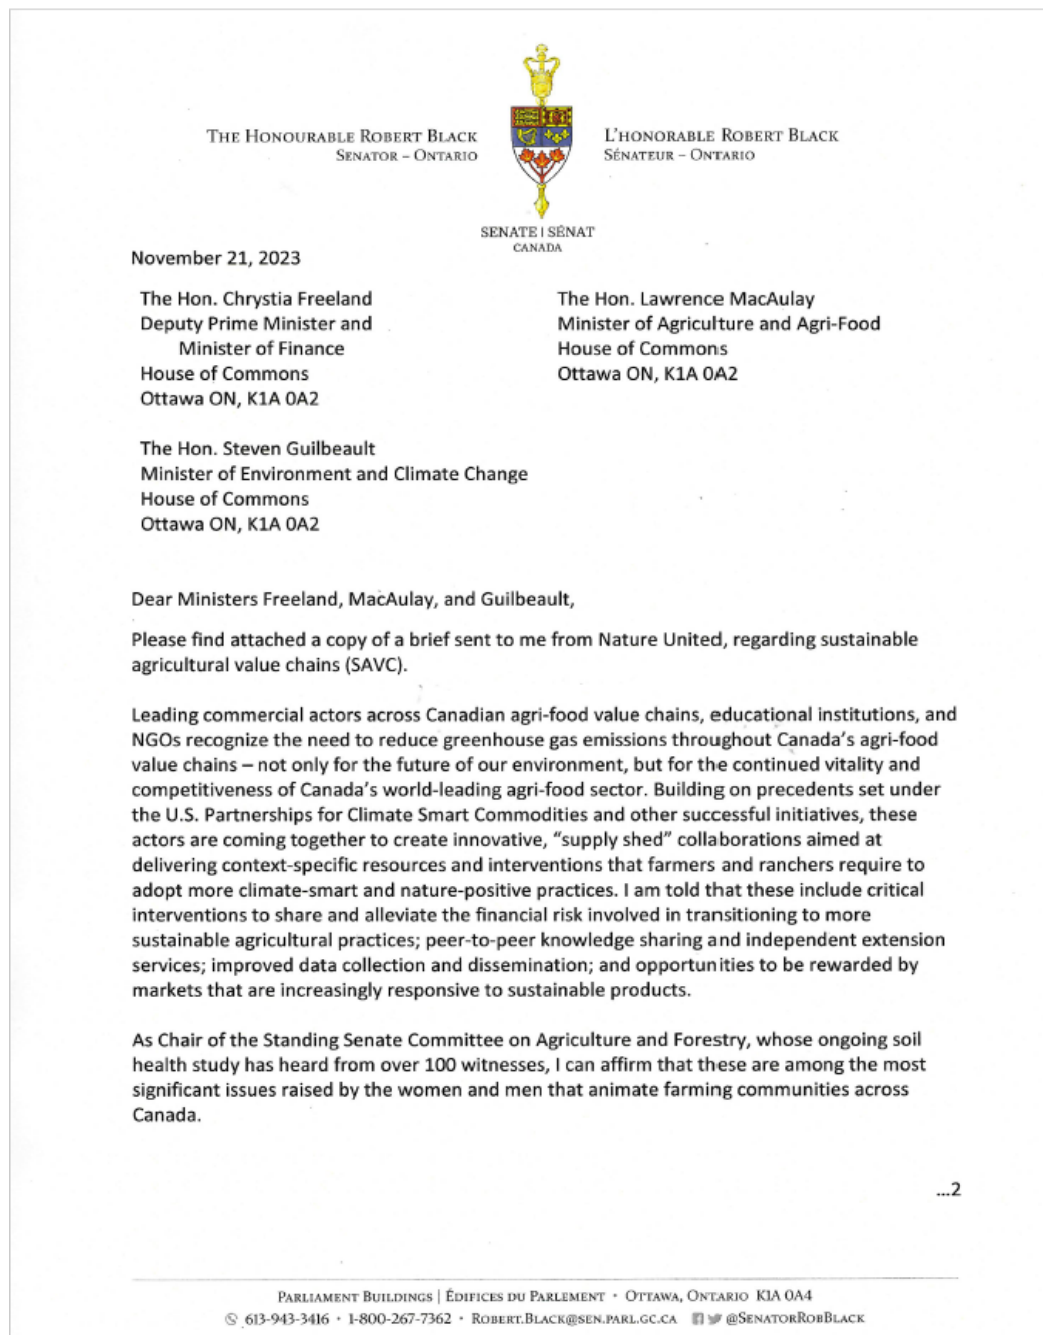 THE HONOURABLE ROBERT BLACK
SENATOR – ONTARIO
L'HONORABLE ROBERT BLACK
SÉNATEUR – ONTARIO
SENATE | SÉNAT
CANADA
November 21, 2023
The Hon. Chrystia Freeland
Deputy Prime Minister and
Minister of Finance
House of Commons
Ottawa ON, K1A 0A2
The Hon. Lawrence MacAulay
Minister of Agriculture and Agri-Food
House of Commons
Ottawa ON, K1A 0A2
The Hon. Steven Guilbeault
Minister of Environment and Climate Change
House of Commons
Ottawa ON, K1A 0A2
Dear Ministers Freeland, MacAulay, and Guilbeault,
Please find attached a copy of a brief sent to me from Nature United, regarding sustainable
agricultural value chains (SAVC).
Leading commercial actors across Canadian agri-food value chains, educational institutions, and
NGOs recognize the need to reduce greenhouse gas emissions throughout Canada's agri-food
value chains – not only for the future of our environment, but for the continued vitality and
competitiveness of Canada's world-leading agri-food sector. Building on precedents set under
the U.S. Partnerships for Climate Smart Commodities and other successful initiatives, these
actors are coming together to create innovative, "supply shed" collaborations aimed at
delivering context-specific resources and interventions that farmers and ranchers require to
adopt more climate-smart and nature-positive practices. I am told that these include critical
interventions to share and alleviate the financial risk involved in transitioning to more
sustainable agricultural practices; peer-to-peer knowledge sharing and independent extension
services; improved data collection and dissemination; and opportunities to be rewarded by
markets that are increasingly responsive to sustainable products.
As Chair of the Standing Senate Committee on Agriculture and Forestry, whose ongoing soil
health study has heard from over 100 witnesses, I can affirm that these are among the most
significant issues raised by the women and men that animate farming communities across
Canada.
...2
PARLIAMENT BUILDINGS | ÉDIFICES DU PARLEMENT • OTTAWA, ONTARIO K1A 0A4
613-943-3416 • 1-800-267-7362 • ROBERT.BLACK@SEN.PARL.GC.CA @SENATORROBBLACK